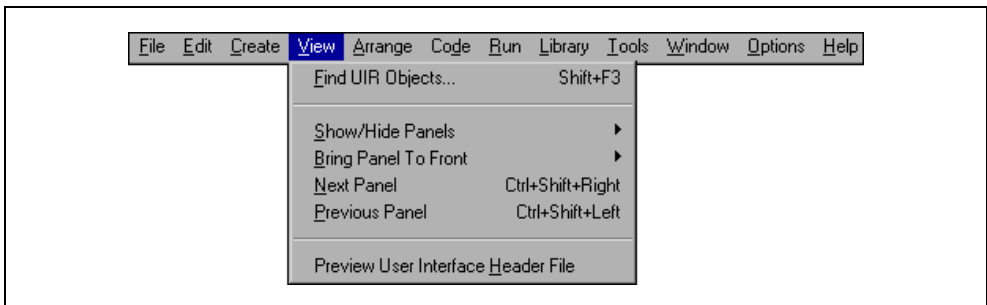 File Edit Create View Arrange Code Run Library Tools Window Options Help
Find UIR Objects... Shift+F3
Show/Hide Panels
Bring Panel To Front
Next Panel Ctrl+Shift+Right
Previous Panel Ctrl+Shift+Left
Preview User Interface Header File